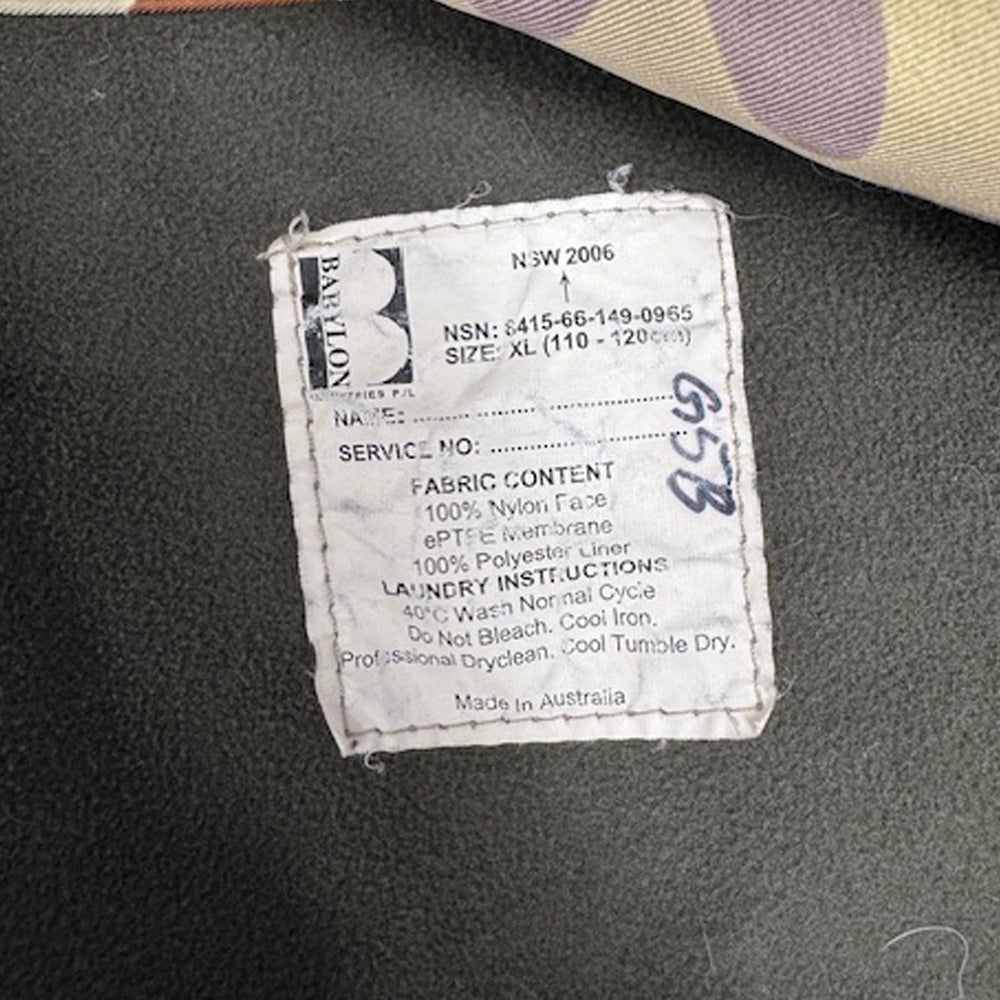 BABYLON
NSW 2006
↑
NSN: 8415-66-149-0965
SIZE: XL (110 - 120cm)
NAME: ........................
SERVICE NO: ........................
G5B
FABRIC CONTENT
100% Nylon Face
ePTFE Membrane
100% Polyester Liner
LAUNDRY INSTRUCTIONS
40°C Wash Normal Cycle
Do Not Bleach. Cool Iron.
Professional Dryclean. Cool Tumble Dry.
Made In Australia